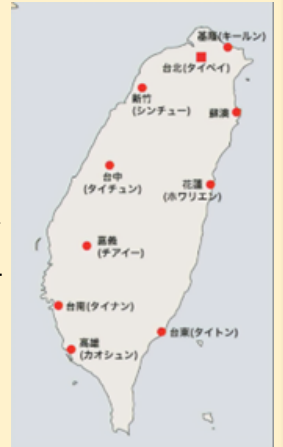 基隆(キールン)
台北(タイペイ)
新竹
(シンチュー)
蘇澳
台中
(タイチュン)
花蓮
(ホワリエン)
嘉義
(チアイー)
台南(タイナン)
台東(タイトン)
高雄
(カオシュン)